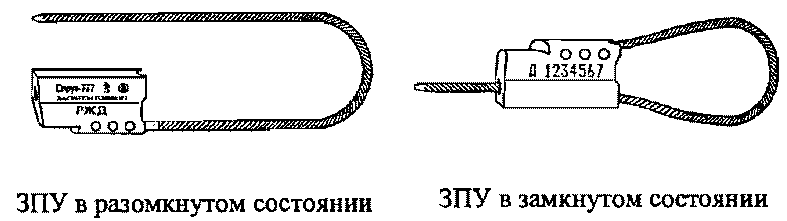 РЖД
Д 1234567
ЗПУ в разомкнутом состоянии
ЗПУ в замкнутом состоянии